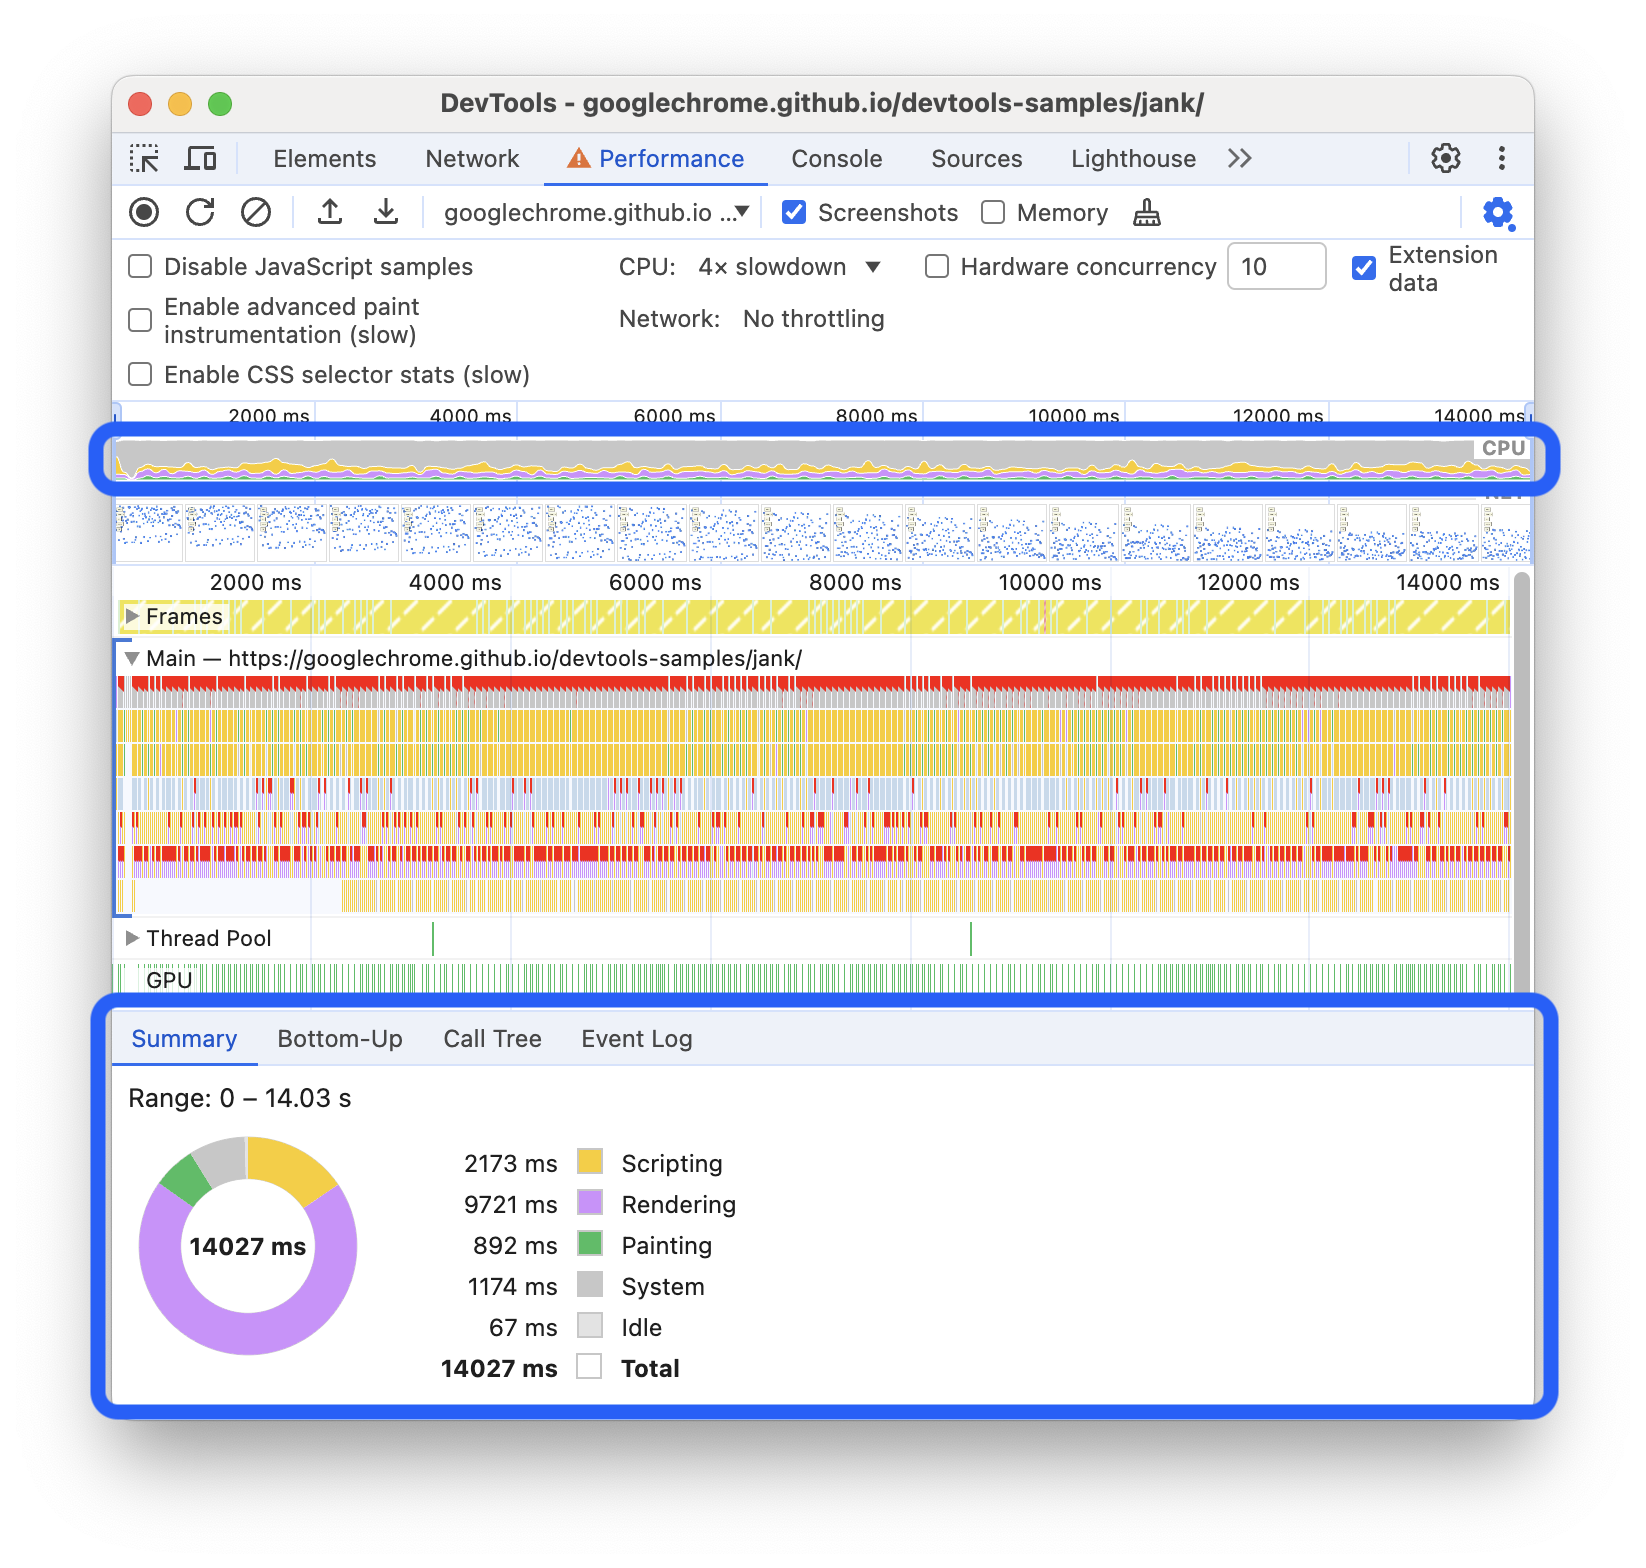 DevTools - googlechrome.github.io/devtools-samples/jank/
Elements Network Performance Console Sources Lighthouse
googlechrome.github.io ... Screenshots Memory
Disable JavaScript samples CPU: 4× slowdown Hardware concurrency 10 Extension data
Enable advanced paint instrumentation (slow) Network: No throttling
Enable CSS selector stats (slow)
2000 ms 4000 ms 6000 ms 8000 ms 10000 ms 12000 ms 14000 ms
CPU
2000 ms 4000 ms 6000 ms 8000 ms 10000 ms 12000 ms 14000 ms
Frames
Main — https://googlechrome.github.io/devtools-samples/jank/
Thread Pool
GPU
Summary Bottom-Up Call Tree Event Log
Range: 0 – 14.03 s
14027 ms
2173 ms Scripting
9721 ms Rendering
892 ms Painting
1174 ms System
67 ms Idle
14027 ms Total